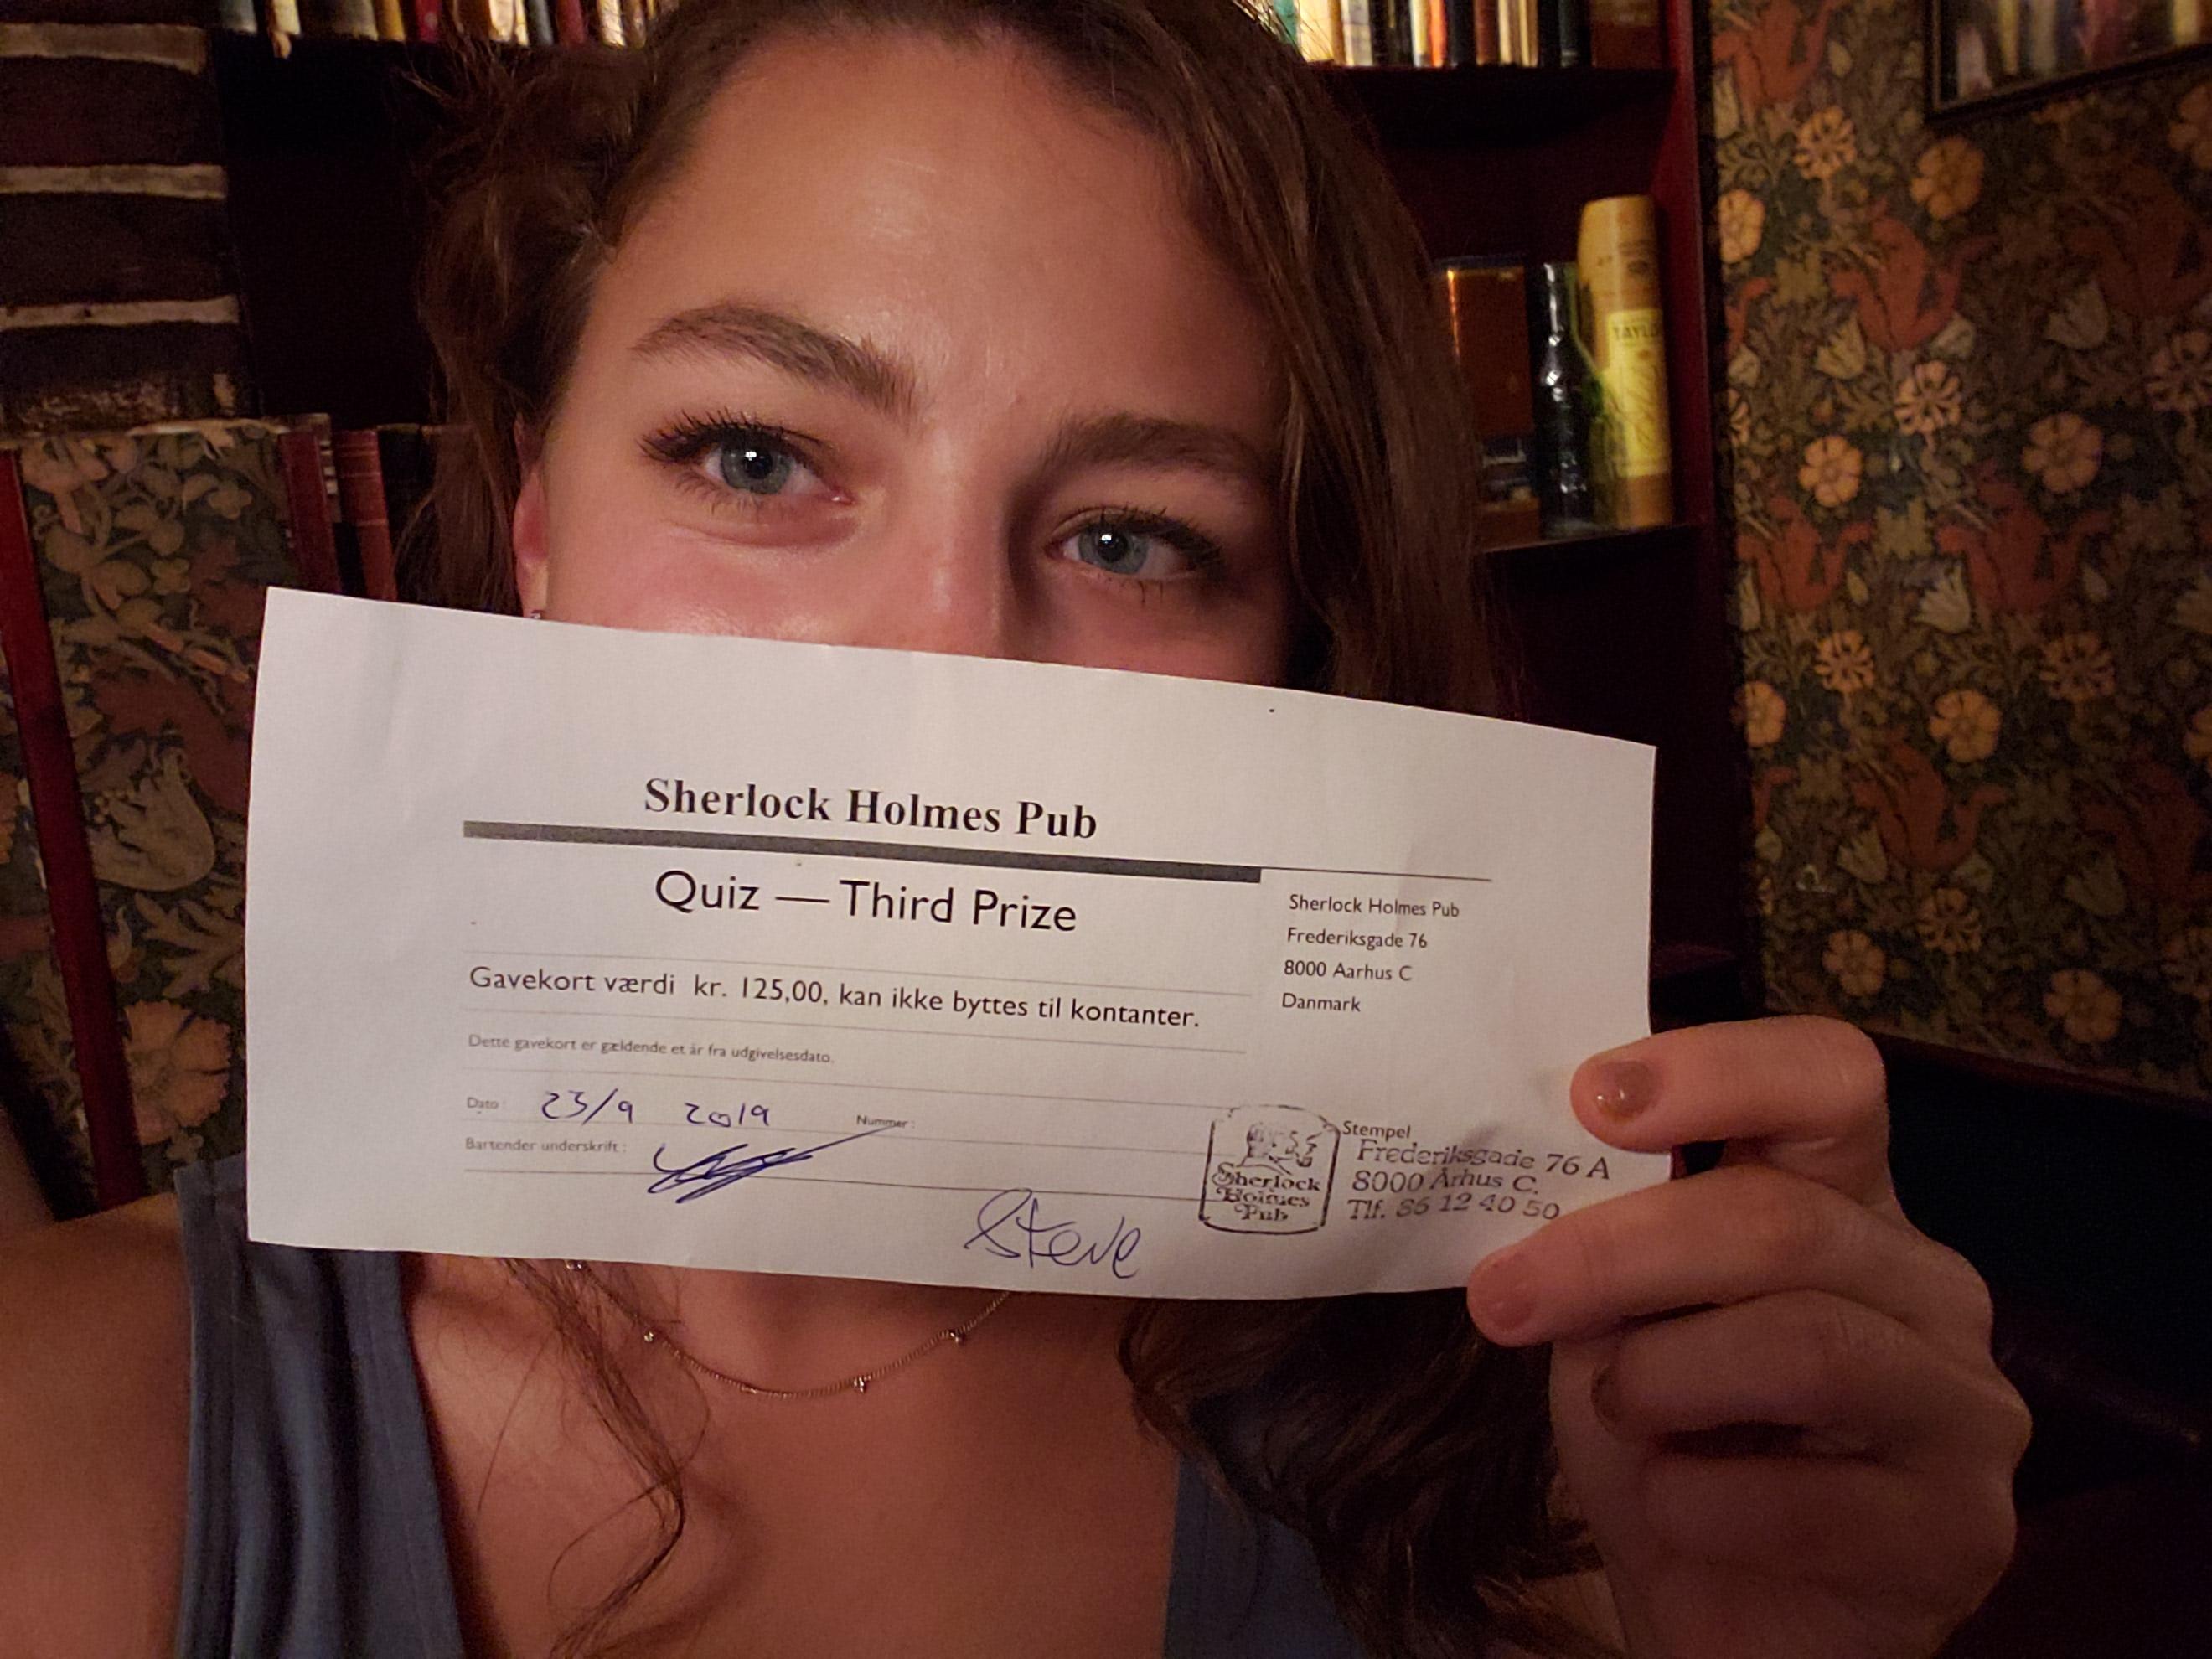 TAYL
Sherlock Holmes Pub
Quiz — Third Prize
Gavekort værdi kr. 125,00, kan ikke byttes til kontanter.
Dette gavekort er gældende et år fra udgivelsesdato.
Dato : 23/9 2019 Nummer :
Bartender underskrift :
Steve
Sherlock Holmes Pub
Frederiksgade 76
8000 Aarhus C
Danmark
Stempel
Sherlock
Holmes
Pub
Frederiksgade 76 A
8000 Århus C.
Tlf. 86 12 40 50